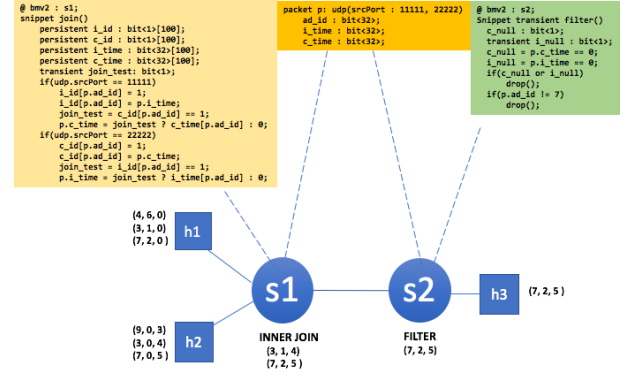 @ bmv2 : s1;
snippet join()
persistent i_id : bit<1>[100];
persistent c_id : bit<1>[100];
persistent i_time : bit<32>[100];
persistent c_time : bit<32>[100];
transient join_test: bit<1>;
if(udp.srcPort == 11111)
i_id[p.ad_id] = 1;
i_id[p.ad_id] = p.i_time;
join_test = c_id[p.ad_id] == 1;
p.c_time = join_test ? c_time[p.ad_id] : 0;
if(udp.srcPort == 22222)
c_id[p.ad_id] = 1;
c_id[p.ad_id] = p.c_time;
join_test = i_id[p.ad_id] == 1;
p.i_time = join_test ? i_time[p.ad_id] : 0;
packet p: udp(srcPort : 11111, 22222)
ad_id : bit<32>;
i_time : bit<32>;
c_time : bit<32>;
@ bmv2 : s2;
Snippet transient filter()
c_null : bit<1>;
transient i_null : bit<1>;
c_null = p.c_time == 0;
i_null = p.i_time == 0;
if(c_null or i_null)
drop();
if(p.ad_id != 7)
drop();
(4, 6, 0)
(3, 1, 0)
(7, 2, 0 )
h1
s1
s2
h3
(7, 2, 5 )
(9, 0, 3)
(3, 0, 4)
(7, 0, 5 )
h2
INNER JOIN
(3, 1, 4)
(7, 2, 5 )
FILTER
(7, 2, 5)